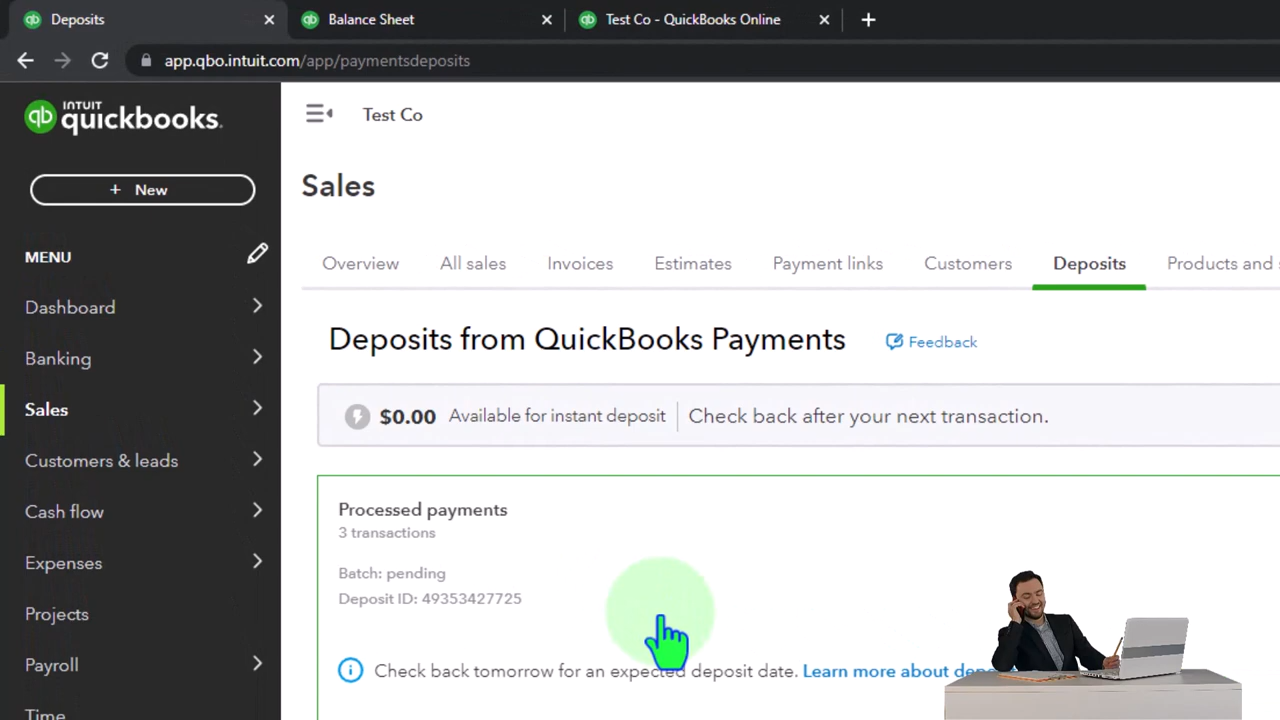 Deposits
Balance Sheet
Test Co - QuickBooks Online
app.qbo.intuit.com/app/paymentsdeposits
qb INTUIT quickbooks.
Test Co
+ New
Sales
MENU
Overview
All sales
Invoices
Estimates
Payment links
Customers
Deposits
Products and
Dashboard
Banking
Sales
Customers & leads
Cash flow
Expenses
Projects
Payroll
Time
Deposits from QuickBooks Payments
Feedback
$0.00 Available for instant deposit
Check back after your next transaction.
Processed payments
3 transactions
Batch: pending
Deposit ID: 49353427725
Check back tomorrow for an expected deposit date. Learn more about